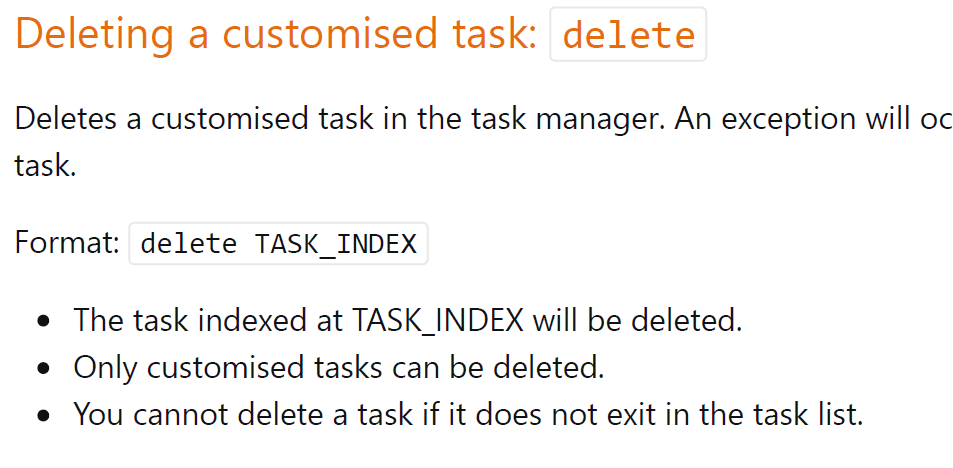 Deleting a customised task: delete
Deletes a customised task in the task manager. An exception will oc
task.
Format: delete TASK_INDEX
• The task indexed at TASK_INDEX will be deleted.
• Only customised tasks can be deleted.
• You cannot delete a task if it does not exit in the task list.